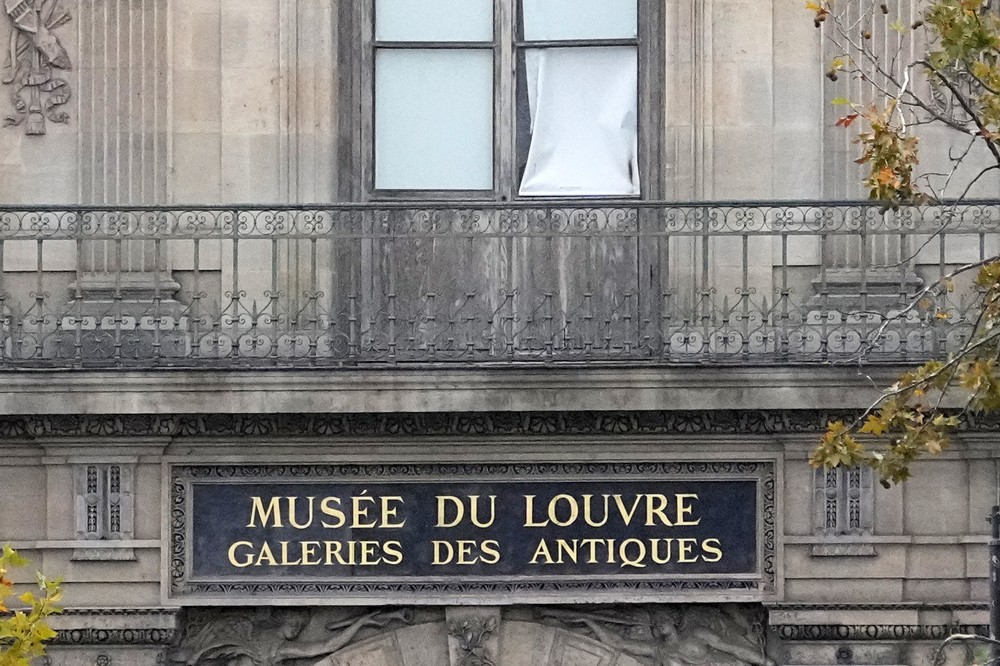 MUSÉE DU LOUVRE
GALERIES DES ANTIQUES